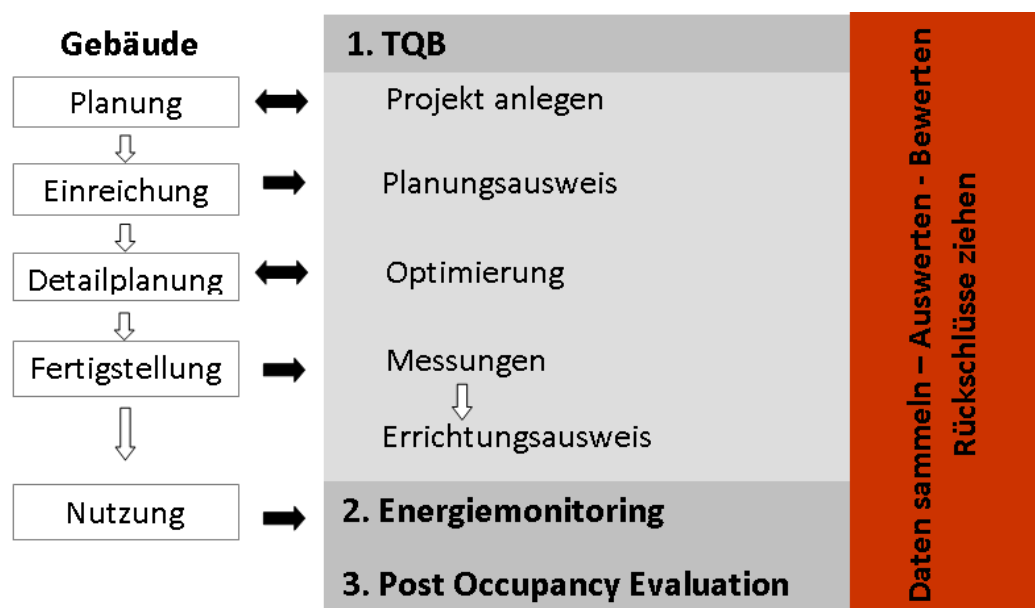 Gebäude
1. TQB
Planung
Projekt anlegen
Einreichung
Planungsausweis
Detailplanung
Optimierung
Fertigstellung
Messungen
Errichtungsausweis
Nutzung
2. Energiemonitoring
3. Post Occupancy Evaluation
Daten sammeln – Auswerten - Bewerten
Rückschlüsse ziehen